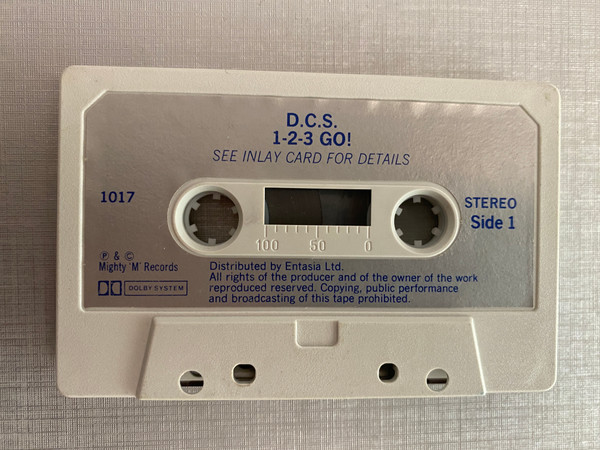 D.C.S.
1-2-3 GO!
SEE INLAY CARD FOR DETAILS
1017
STEREO
Side 1
100 50 0
℗ & ©
Mighty 'M' Records
DOLBY SYSTEM
Distributed by Entasia Ltd.
All rights of the producer and of the owner of the work
reproduced reserved. Copying, public performance
and broadcasting of this tape prohibited.